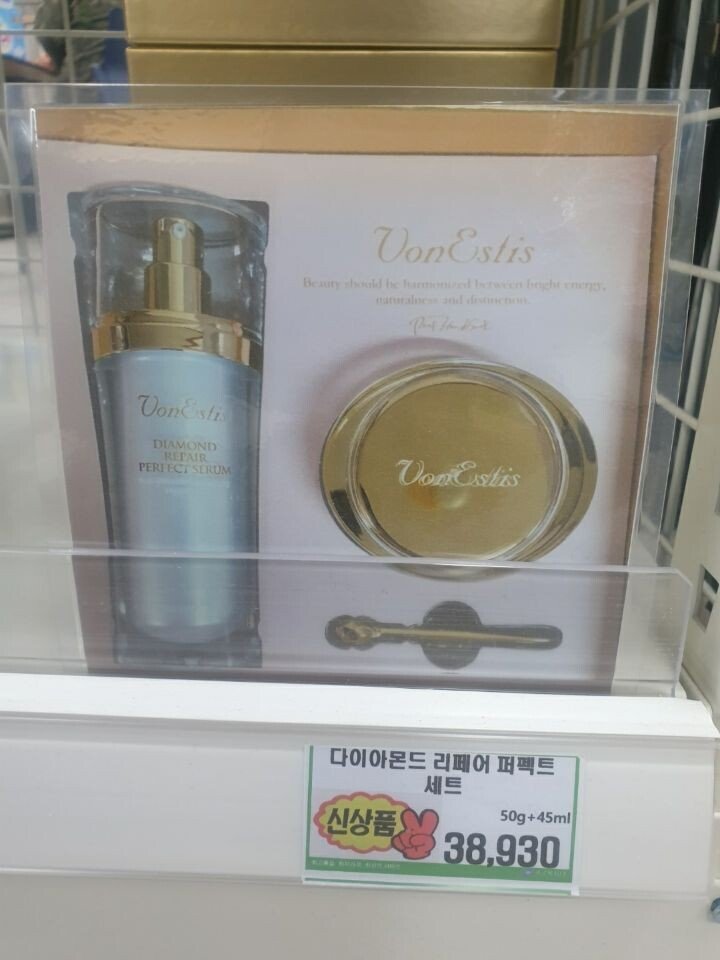 VonEstis
Beauty should be harmonized between bright energy,
naturalness and distinction.
VonEstis
DIAMOND
REPAIR
PERFECT SERUM
VonEstis
다이아몬드 리페어 퍼펙트
세트
50g+45ml
신상품
38,930